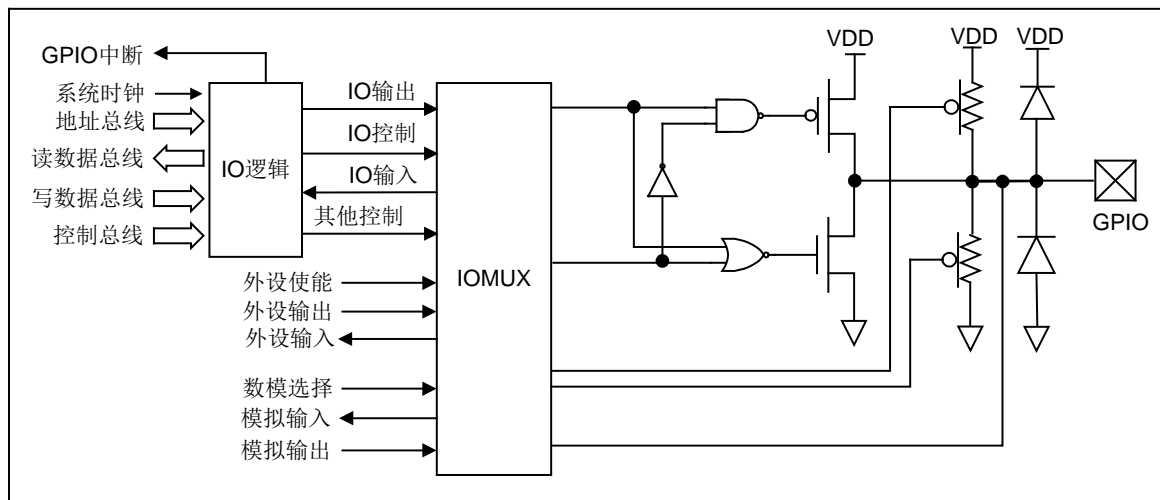 GPIO中断
系统时钟
地址总线
读数据总线
写数据总线
控制总线
IO逻辑
IO输出
IO控制
IO输入
其他控制
外设使能
外设输出
外设输入
数模选择
模拟输入
模拟输出
IOMUX
VDD
VDD
VDD
GPIO